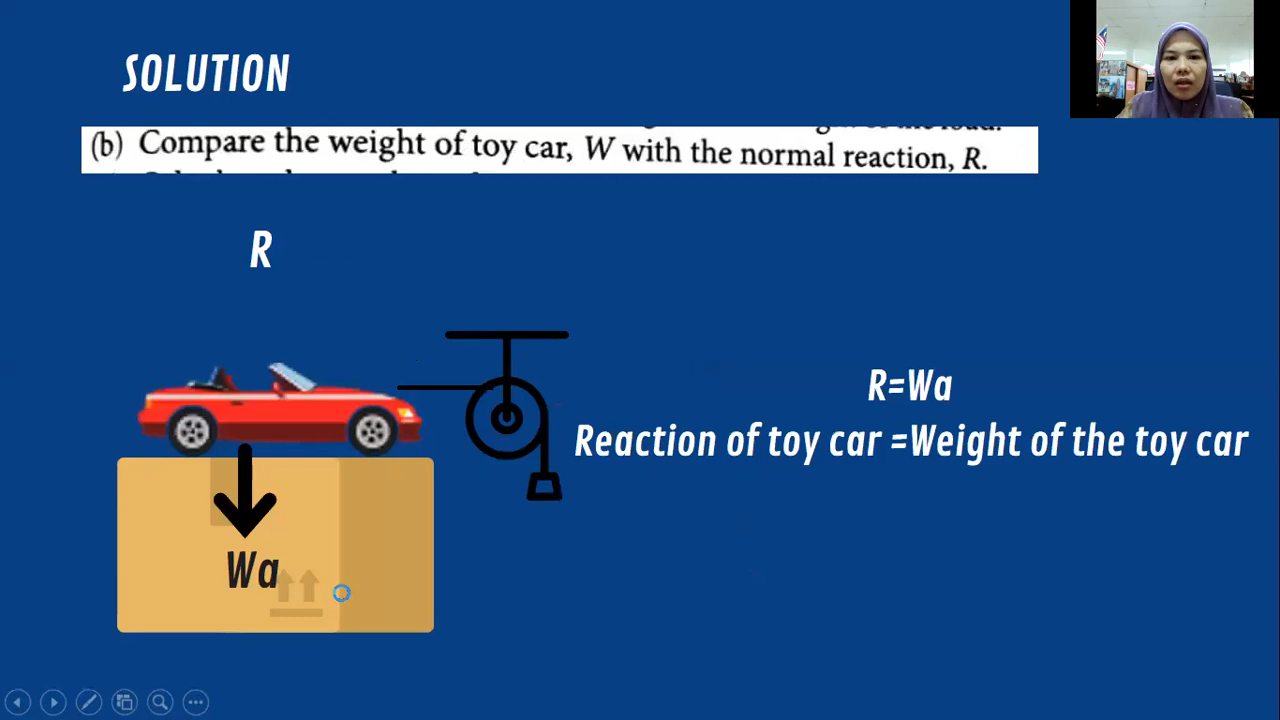 SOLUTION
(b) Compare the weight of toy car, W with the normal reaction, R.
R
R=Wa
Reaction of toy car =Weight of the toy car
Wa